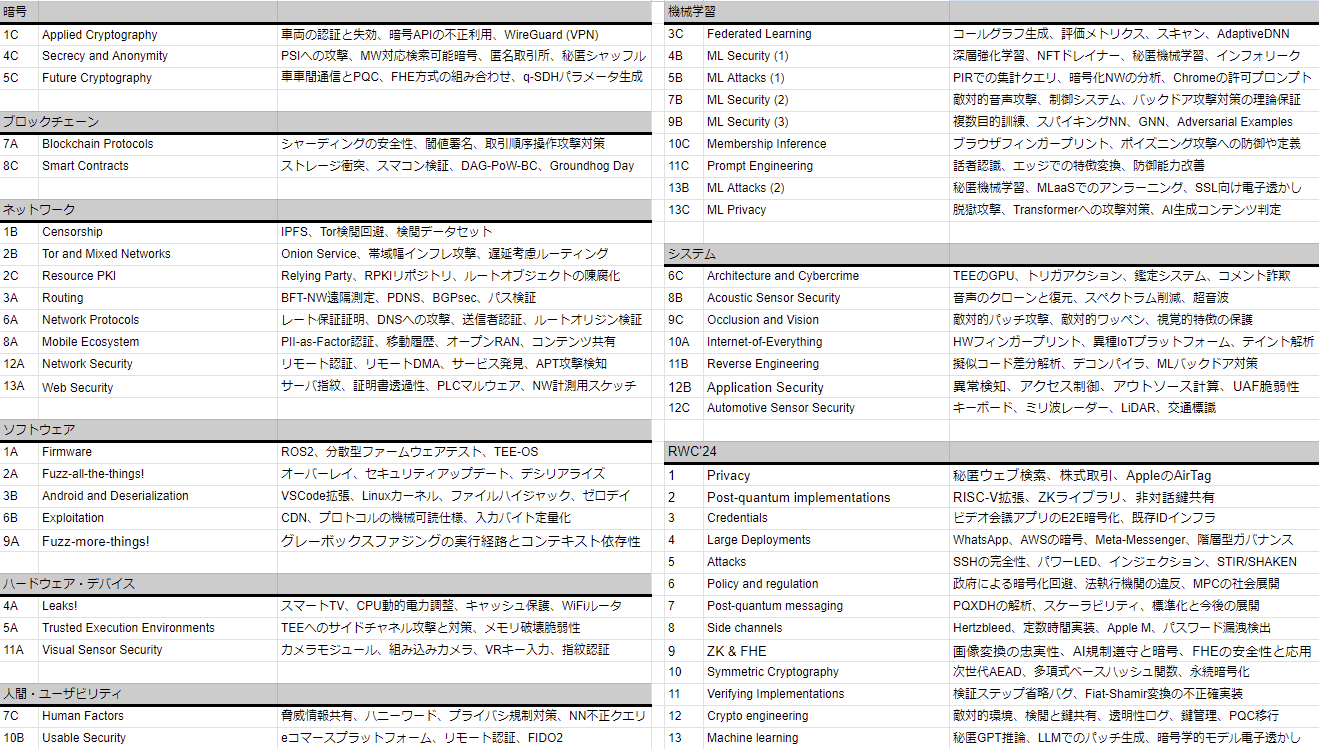 暗号
1C Applied Cryptography 車両の認証と失効、暗号APIの不正利用、WireGuard (VPN)
4C Secrecy and Anonymity PSIへの攻撃、MW対応検索可能暗号、匿名取引所、秘匿シャッフル
5C Future Cryptography 車車間通信とPQC、FHE方式の組み合わせ、q-SDHパラメータ生成
ブロックチェーン
7A Blockchain Protocols シャーディングの安全性、閾値署名、取引順序操作攻撃対策
8C Smart Contracts ストレージ衝突、スマコン検証、DAG-PoW-BC、Groundhog Day
ネットワーク
1B Censorship IPFS、Tor検閲回避、検閲データセット
2B Tor and Mixed Networks Onion Service、帯域幅インフレ攻撃、遅延考慮ルーティング
2C Resource PKI Relying Party、RPKIリポジトリ、ルートオブジェクトの陳腐化
3A Routing BFT-NW遠隔測定、PDNS、BGPsec、パス検証
6A Network Protocols レート保証証明、DNSへの攻撃、送信者認証、ルートオリジン検証
8A Mobile Ecosystem PII-as-Factor認証、移動履歴、オープンRAN、コンテンツ共有
12A Network Security リモート認証、リモートDMA、サービス発見、APT攻撃検知
13A Web Security サーバ指紋、証明書透過性、PLCマルウェア、NW計測用スケッチ
ソフトウェア
1A Firmware ROS2、分散型ファームウェアテスト、TEE-OS
2A Fuzz-all-the-things! オーバーレイ、セキュリティアップデート、デシリアライズ
3B Android and Deserialization VSCode拡張、Linuxカーネル、ファイルハイジャック、ゼロデイ
6B Exploitation CDN、プロトコルの機械可読仕様、入力バイト定量化
9A Fuzz-more-things! グレーボックスファジングの実行経路とコンテキスト依存性
ハードウェア・デバイス
4A Leaks! スマートTV、CPU動的電力調整、キャッシュ保護、WiFiルータ
5A Trusted Execution Environments TEEへのサイドチャネル攻撃と対策、メモリ破壊脆弱性
11A Visual Sensor Security カメラモジュール、組み込みカメラ、VRキー入力、指紋認証
人間・ユーザビリティ
7C Human Factors 脅威情報共有、ハニーワード、プライバシ規制対策、NN不正クエリ
10B Usable Security eコマースプラットフォーム、リモート認証、FIDO2
機械学習
3C Federated Learning コールグラフ生成、評価メトリクス、スキャン、AdaptiveDNN
4B ML Security (1) 深層強化学習、NFTドレイナー、秘匿機械学習、インフォリーク
5B ML Attacks (1) PIRでの集計クエリ、暗号化NWの分析、Chromeの許可プロンプト
7B ML Security (2) 敵対的音声攻撃、制御システム、バックドア攻撃対策の理論保証
9B ML Security (3) 複数目的訓練、スパイキングNN、GNN、Adversarial Examples
10C Membership Inference ブラウザフィンガープリント、ポイズニング攻撃への防御や定義
11C Prompt Engineering 話者認識、エッジでの特徴変換、防御能力改善
13B ML Attacks (2) 秘匿機械学習、MLaaSでのアンラーニング、SSL向け電子透かし
13C ML Privacy 脱獄攻撃、Transformerへの攻撃対策、AI生成コンテンツ判定
システム
6C Architecture and Cybercrime TEEのGPU、トリガアクション、鑑定システム、コメント詐欺
8B Acoustic Sensor Security 音声のクローンと復元、スペクトラム削減、超音波
9C Occlusion and Vision 敵対的パッチ攻撃、敵対的ワッペン、視覚的特徴の保護
10A Internet-of-Everything HWフィンガープリント、異種IoTプラットフォーム、テイント解析
11B Reverse Engineering 擬似コード差分解析、デコンパイラ、MLバックドア対策
12B Application Security 異常検知、アクセス制御、アウトソース計算、UAF脆弱性
12C Automotive Sensor Security キーボード、ミリ波レーダー、LiDAR、交通標識
RWC'24
1 Privacy 秘匿ウェブ検索、株式取引、AppleのAirTag
2 Post-quantum implementations RISC-V拡張、ZKライブラリ、非対話鍵共有
3 Credentials ビデオ会議アプリのE2E暗号化、既存IDインフラ
4 Large Deployments WhatsApp、AWSの暗号、Meta-Messenger、階層型ガバナンス
5 Attacks SSHの完全性、パワーLED、インジェクション、STIR/SHAKEN
6 Policy and regulation 政府による暗号化回避、法執行機関の違反、MPCの社会展開
7 Post-quantum messaging PQXDHの解析、スケーラビリティ、標準化と今後の展開
8 Side channels Hertzbleed、定数時間実装、Apple M、パスワード漏洩検出
9 ZK & FHE 画像変換の忠実性、AI規制遵守と暗号、FHEの安全性と応用
10 Symmetric Cryptography 次世代AEAD、多項式ベースハッシュ関数、永続暗号化
11 Verifying Implementations 検証ステップ省略バグ、Fiat-Shamir変換の不正確実装
12 Crypto engineering 敵対的環境、検閲と鍵共有、透明性ログ、鍵管理、PQC移行
13 Machine learning 秘匿GPT推論、LLMでのパッチ生成、暗号学的モデル電子透かし